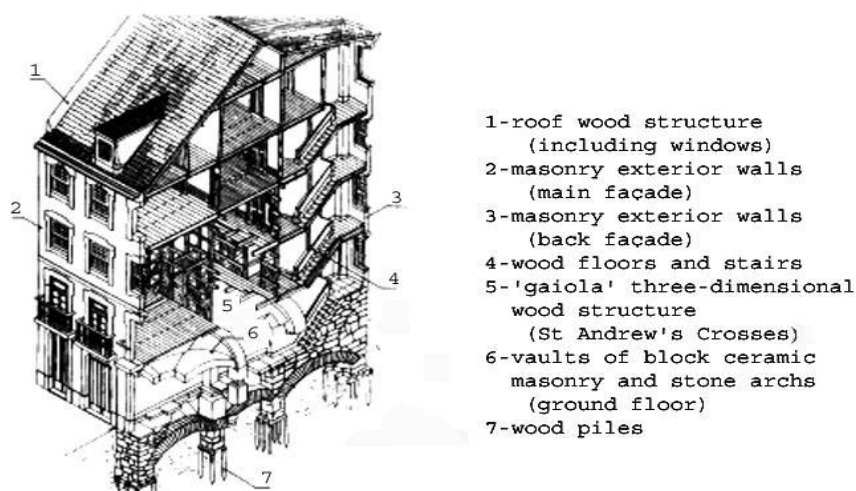 1
2
3
4
5
6
7
1-roof wood structure
(including windows)
2-masonry exterior walls
(main façade)
3-masonry exterior walls
(back façade)
4-wood floors and stairs
5-'gaiola' three-dimensional
wood structure
(St Andrew's Crosses)
6-vaults of block ceramic
masonry and stone archs
(ground floor)
7-wood piles